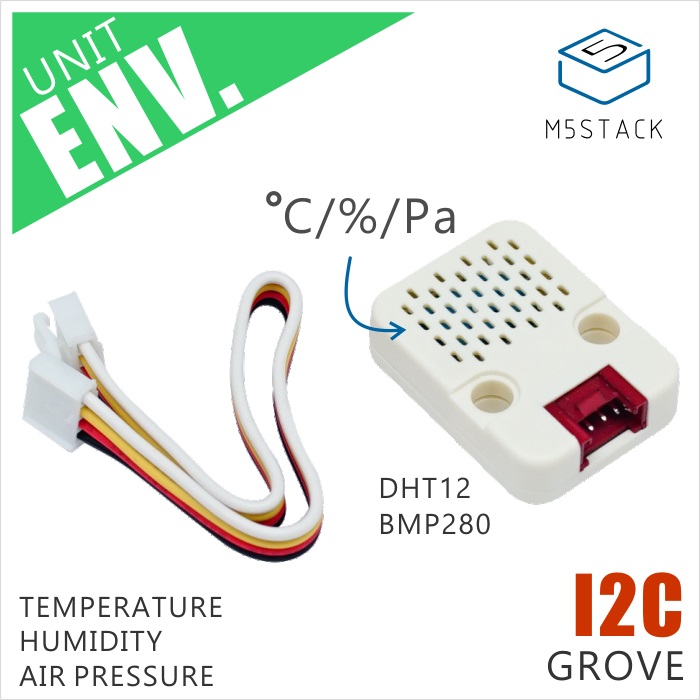 UNIT
ENV.
5
M5STACK
°C/%/Pa
DHT12
BMP280
TEMPERATURE
HUMIDITY
AIR PRESSURE
I2C
GROVE